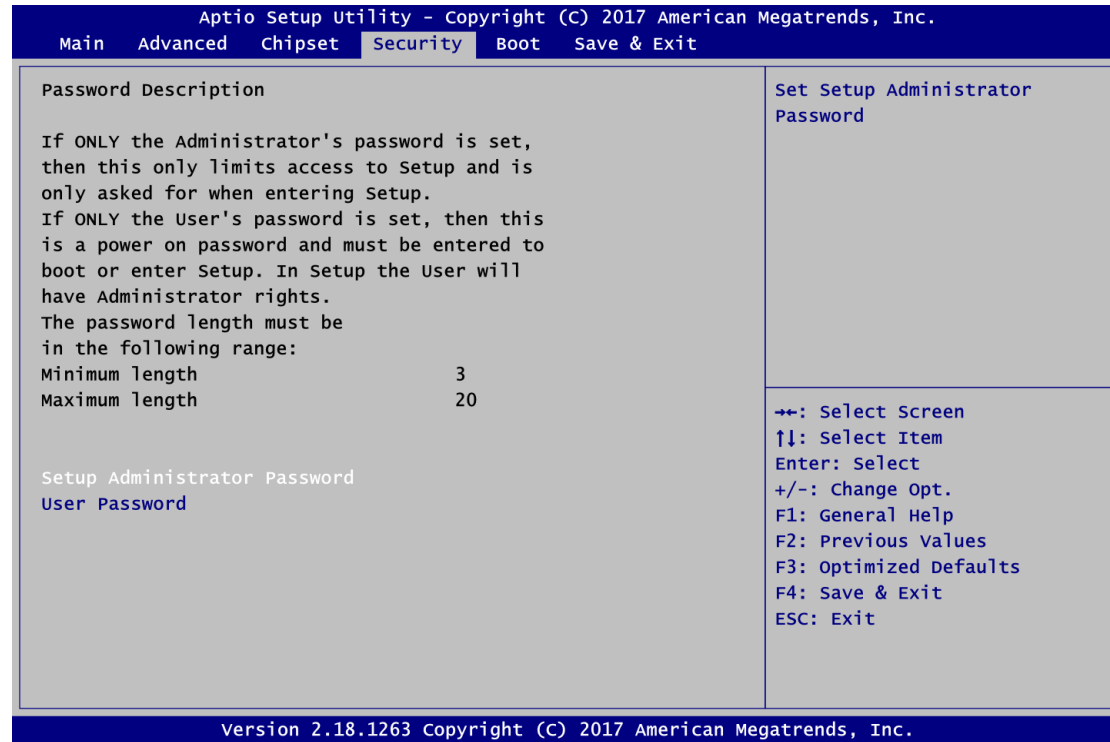 Aptio Setup Utility - Copyright (C) 2017 American Megatrends, Inc.
Main Advanced Chipset Security Boot Save & Exit
Password Description
If ONLY the Administrator's password is set,
then this only limits access to Setup and is
only asked for when entering Setup.
If ONLY the User's password is set, then this
is a power on password and must be entered to
boot or enter Setup. In Setup the User will
have Administrator rights.
The password length must be
in the following range:
Minimum length 3
Maximum length 20
Setup Administrator Password
User Password
Set Setup Administrator
Password
→←: Select Screen
↑↓: Select Item
Enter: Select
+/-: Change Opt.
F1: General Help
F2: Previous Values
F3: Optimized Defaults
F4: Save & Exit
ESC: Exit
Version 2.18.1263 Copyright (C) 2017 American Megatrends, Inc.